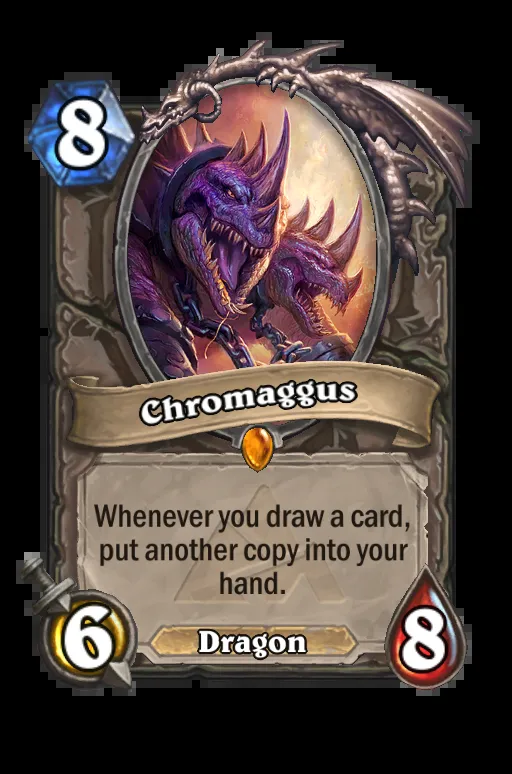 8
Chromaggus
Whenever you draw a card,
put another copy into your
hand.
6
Dragon
8